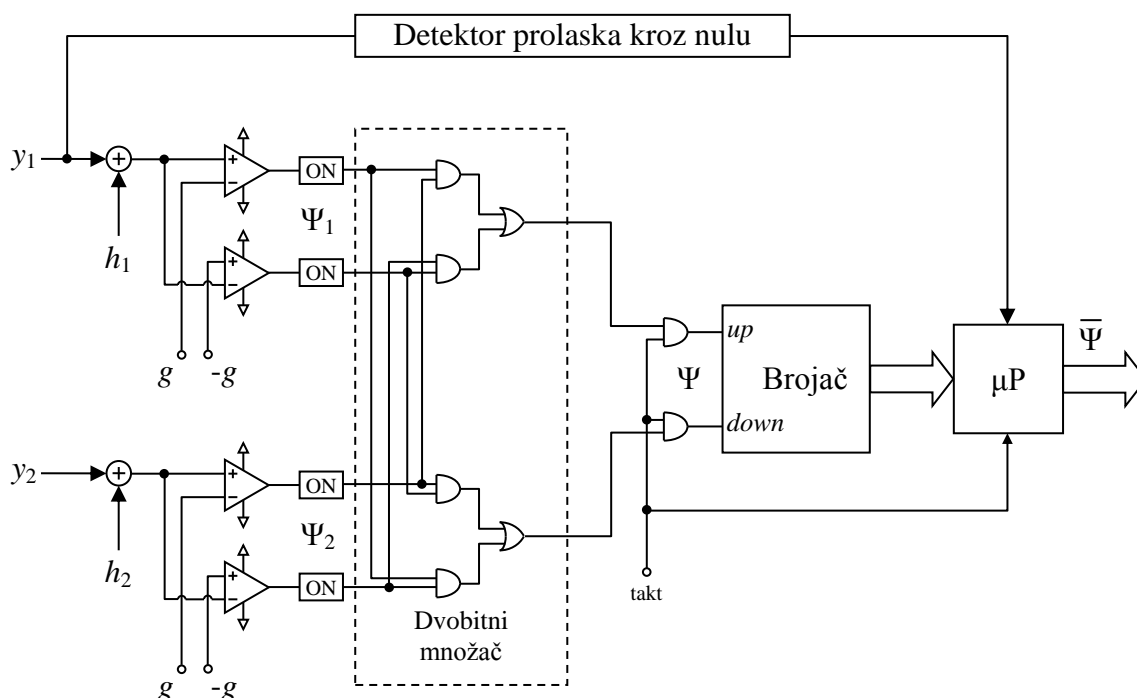 Detektor prolaska kroz nulu
y1
+
h1
+
−
ON
Ψ1
+
−
ON
g
-g
up
Ψ
Brojač
down
μP
Ψ̅
y2
+
h2
+
−
ON
Ψ2
+
−
ON
g
-g
takt
Dvobitni
množač